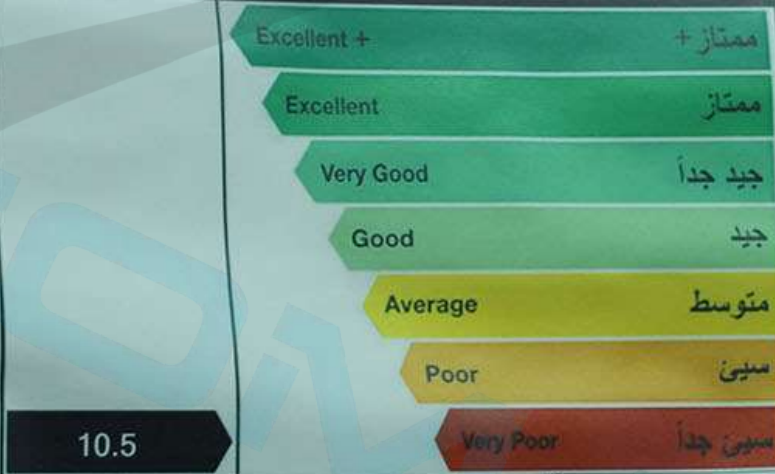 Excellent + ممتاز +
Excellent ممتاز
Very Good جيد جداً
Good جيد
Average متوسط
Poor سيئ
10.5 Very Poor سيئ جداً